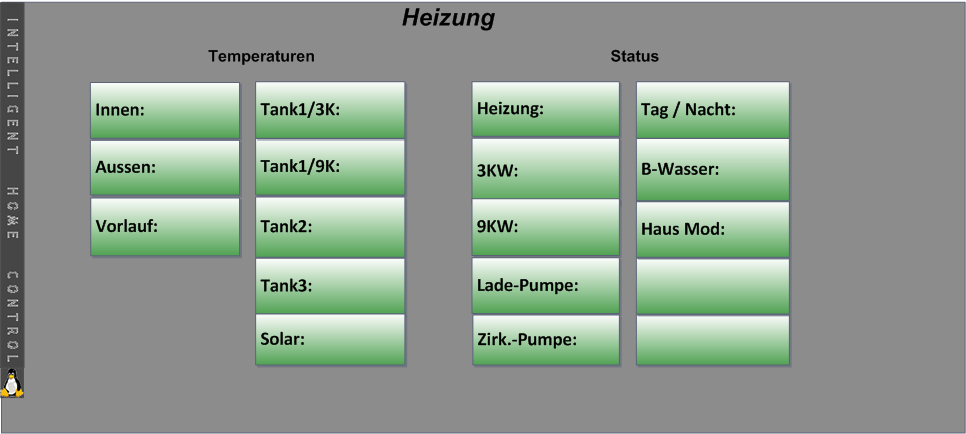 Heizung
INTELLIGENT HOME CONTROL
Temperaturen
Innen:
Aussen:
Vorlauf:
Tank1/3K:
Tank1/9K:
Tank2:
Tank3:
Solar:
Status
Heizung:
3KW:
9KW:
Lade-Pumpe:
Zirk.-Pumpe:
Tag / Nacht:
B-Wasser:
Haus Mod: